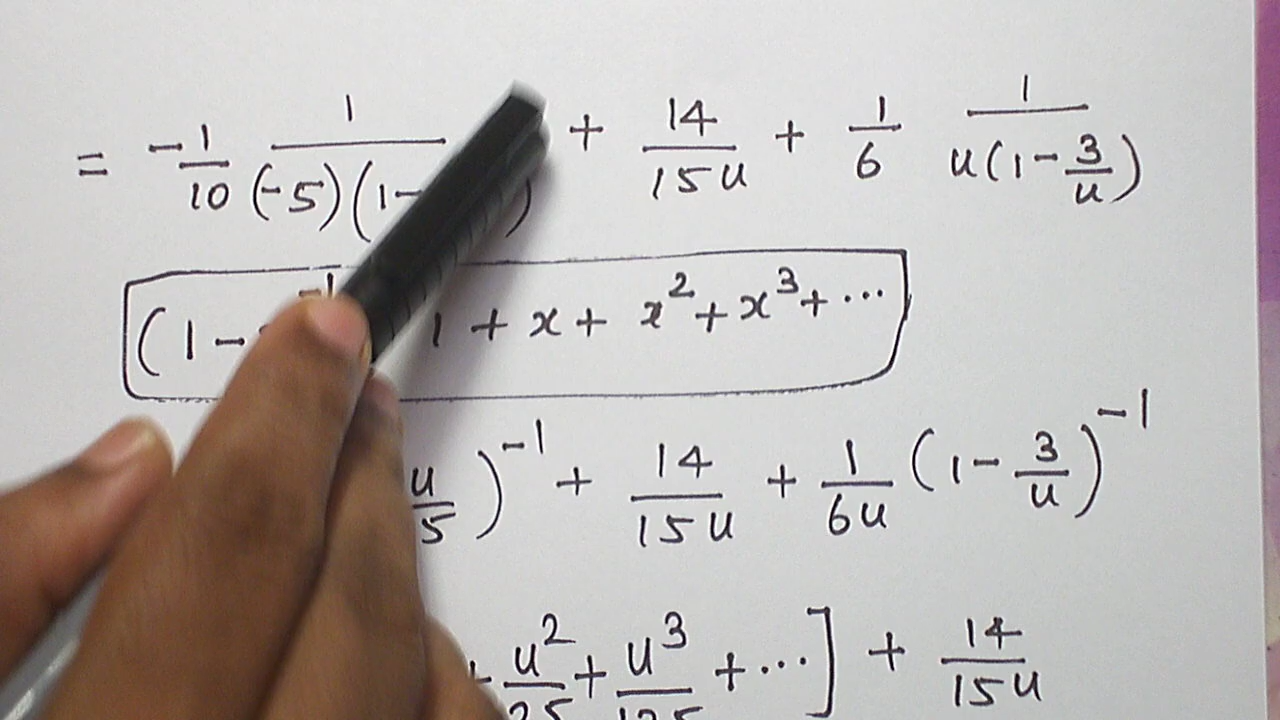 = -1/10 1/(-5)(1- ) + 14/15u + 1/6 1/u(1-3/u)
(1- )⁻¹ 1 + x + x² + x³ + ...
u/5)⁻¹ + 14/15u + 1/6u (1-3/u)⁻¹
+ u²/25 + u³/125 + ...] + 14/15u